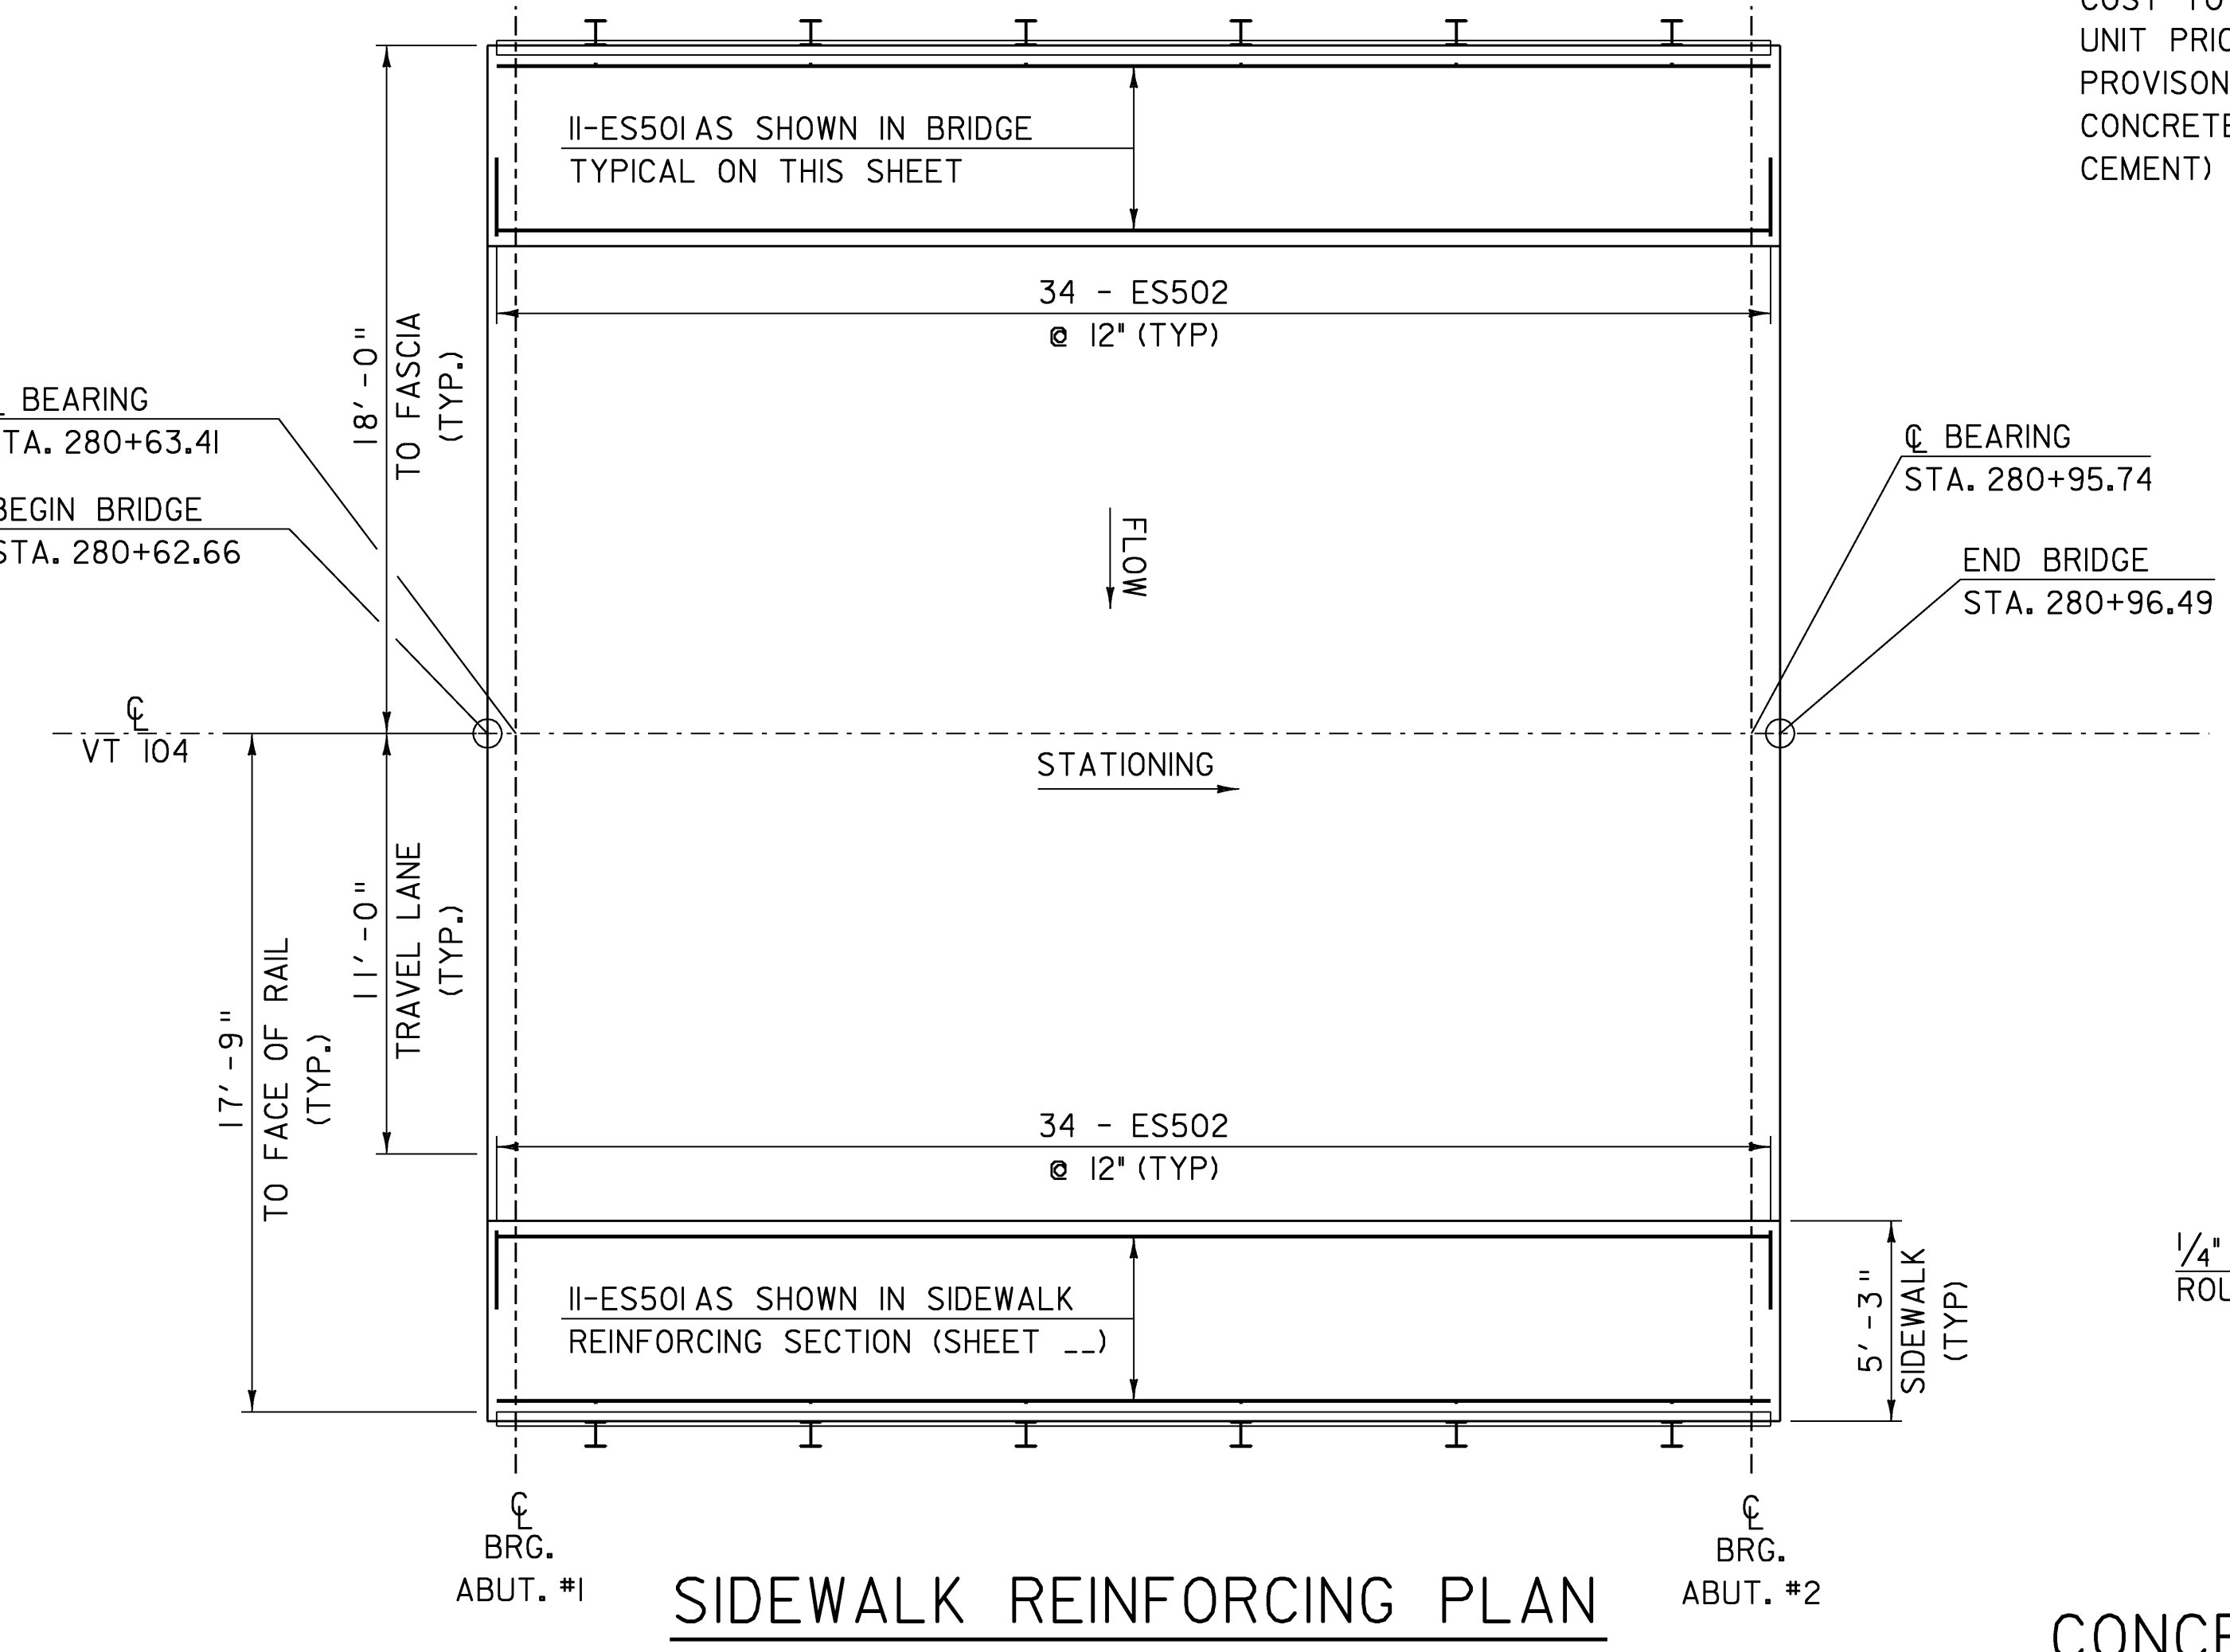 COST TO
UNIT PRIC
PROVISON
CONCRETE
CEMENT)
11-ES501 AS SHOWN IN BRIDGE
TYPICAL ON THIS SHEET
34 - ES502
@ 12" (TYP)
18'-0"
TO FASCIA
(TYP.)
BEARING
TA. 280+63.41
BEGIN BRIDGE
STA. 280+62.66
℄ BEARING
STA. 280+95.74
END BRIDGE
STA. 280+96.49
FLOW
℄
VT 104
STATIONING
11'-0"
TRAVEL LANE
(TYP.)
17'-9"
TO FACE OF RAIL
(TYP.)
34 - ES502
@ 12" (TYP)
11-ES501 AS SHOWN IN SIDEWALK
REINFORCING SECTION (SHEET __)
5'-3"
SIDEWALK
(TYP)
1/4"
ROU
℄
BRG.
ABUT. #1
℄
BRG.
ABUT. #2
SIDEWALK REINFORCING PLAN
CONCR